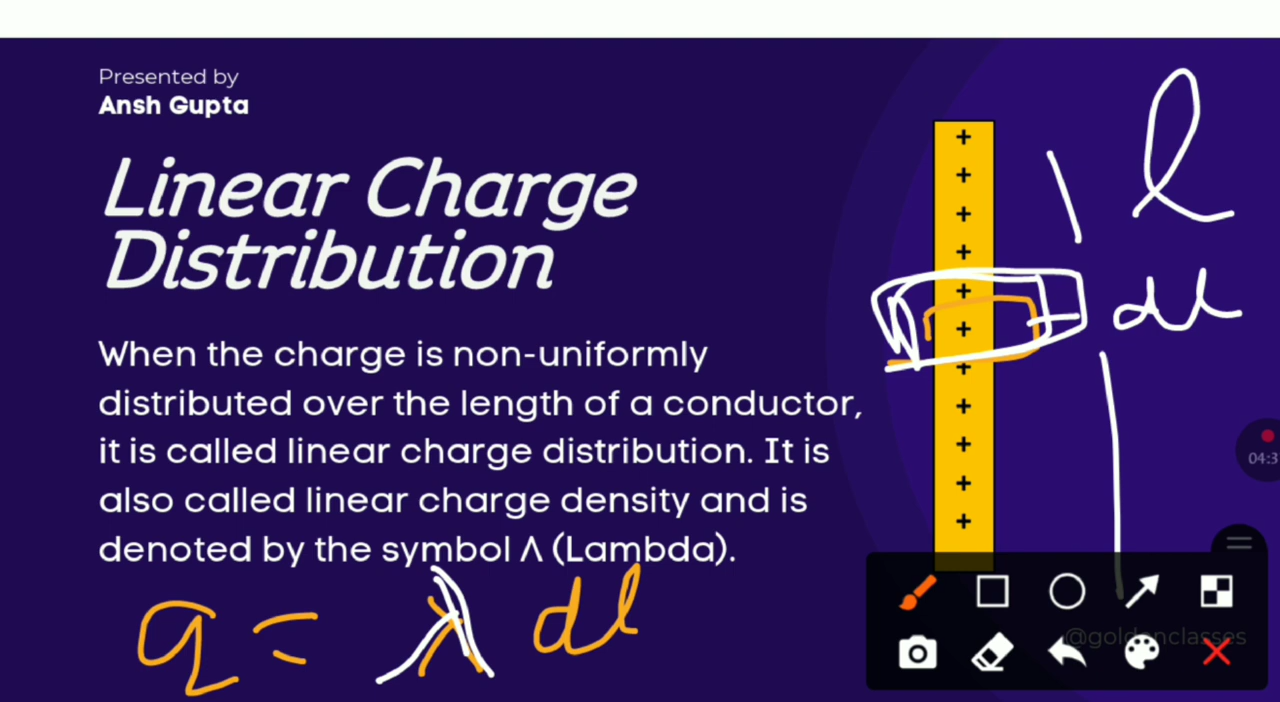 Presented by
Ansh Gupta
Linear Charge
Distribution
When the charge is non-uniformly
distributed over the length of a conductor,
it is called linear charge distribution. It is
also called linear charge density and is
denoted by the symbol Λ (Lambda).
q = λ dl
+
+
+
+
+
+
+
+
+
+
+
l
dl
04:3
@goldenclasses